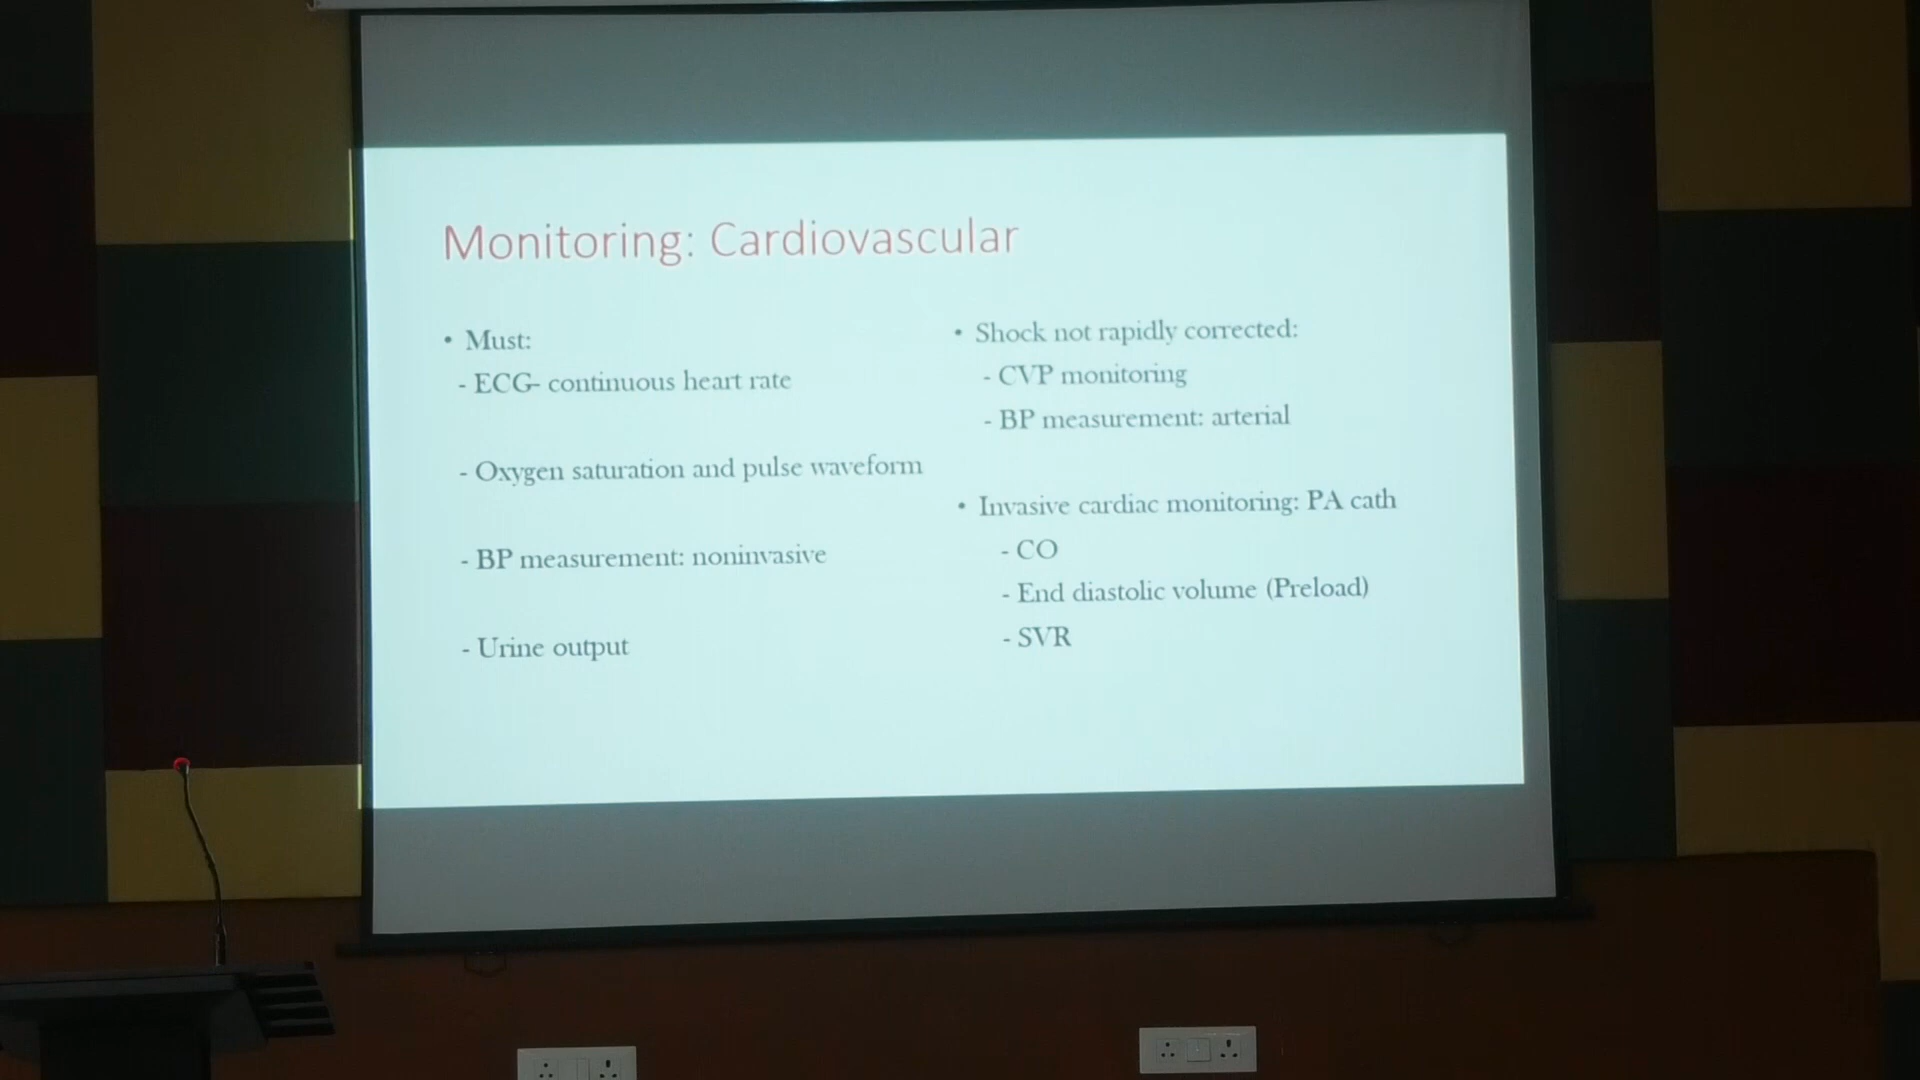 Monitoring: Cardiovascular
• Must:
- ECG- continuous heart rate
- Oxygen saturation and pulse waveform
- BP measurement: noninvasive
- Urine output
• Shock not rapidly corrected:
- CVP monitoring
- BP measurement: arterial
• Invasive cardiac monitoring: PA cath
- CO
- End diastolic volume (Preload)
- SVR